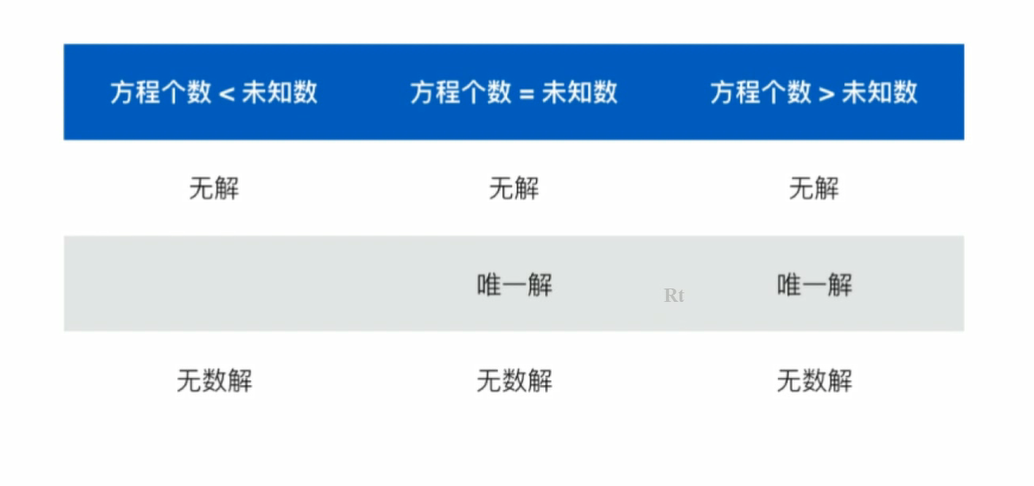 方程个数 < 未知数 方程个数 = 未知数 方程个数 > 未知数
无解 无解 无解
唯一解 Rt 唯一解
无数解 无数解 无数解